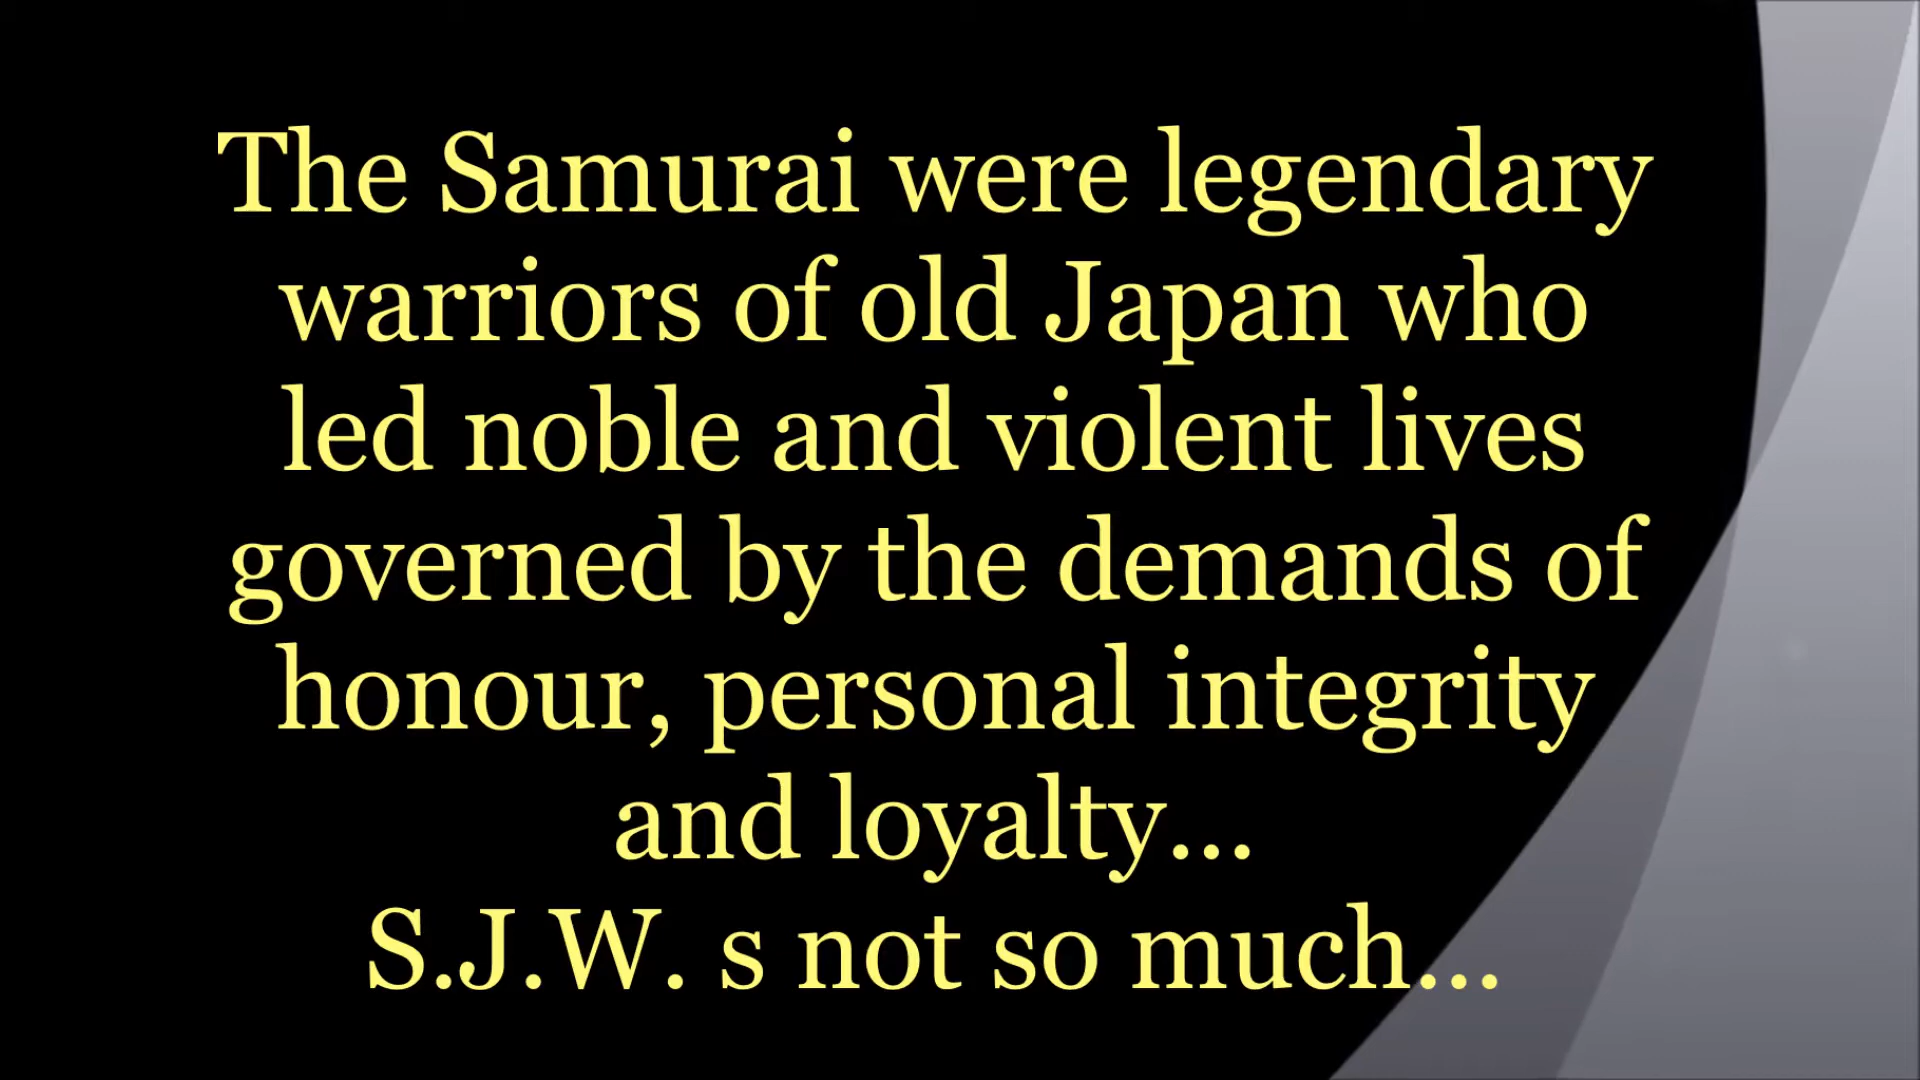 The Samurai were legendary
warriors of old Japan who
led noble and violent lives
governed by the demands of
honour, personal integrity
and loyalty...
S.J.W. s not so much...